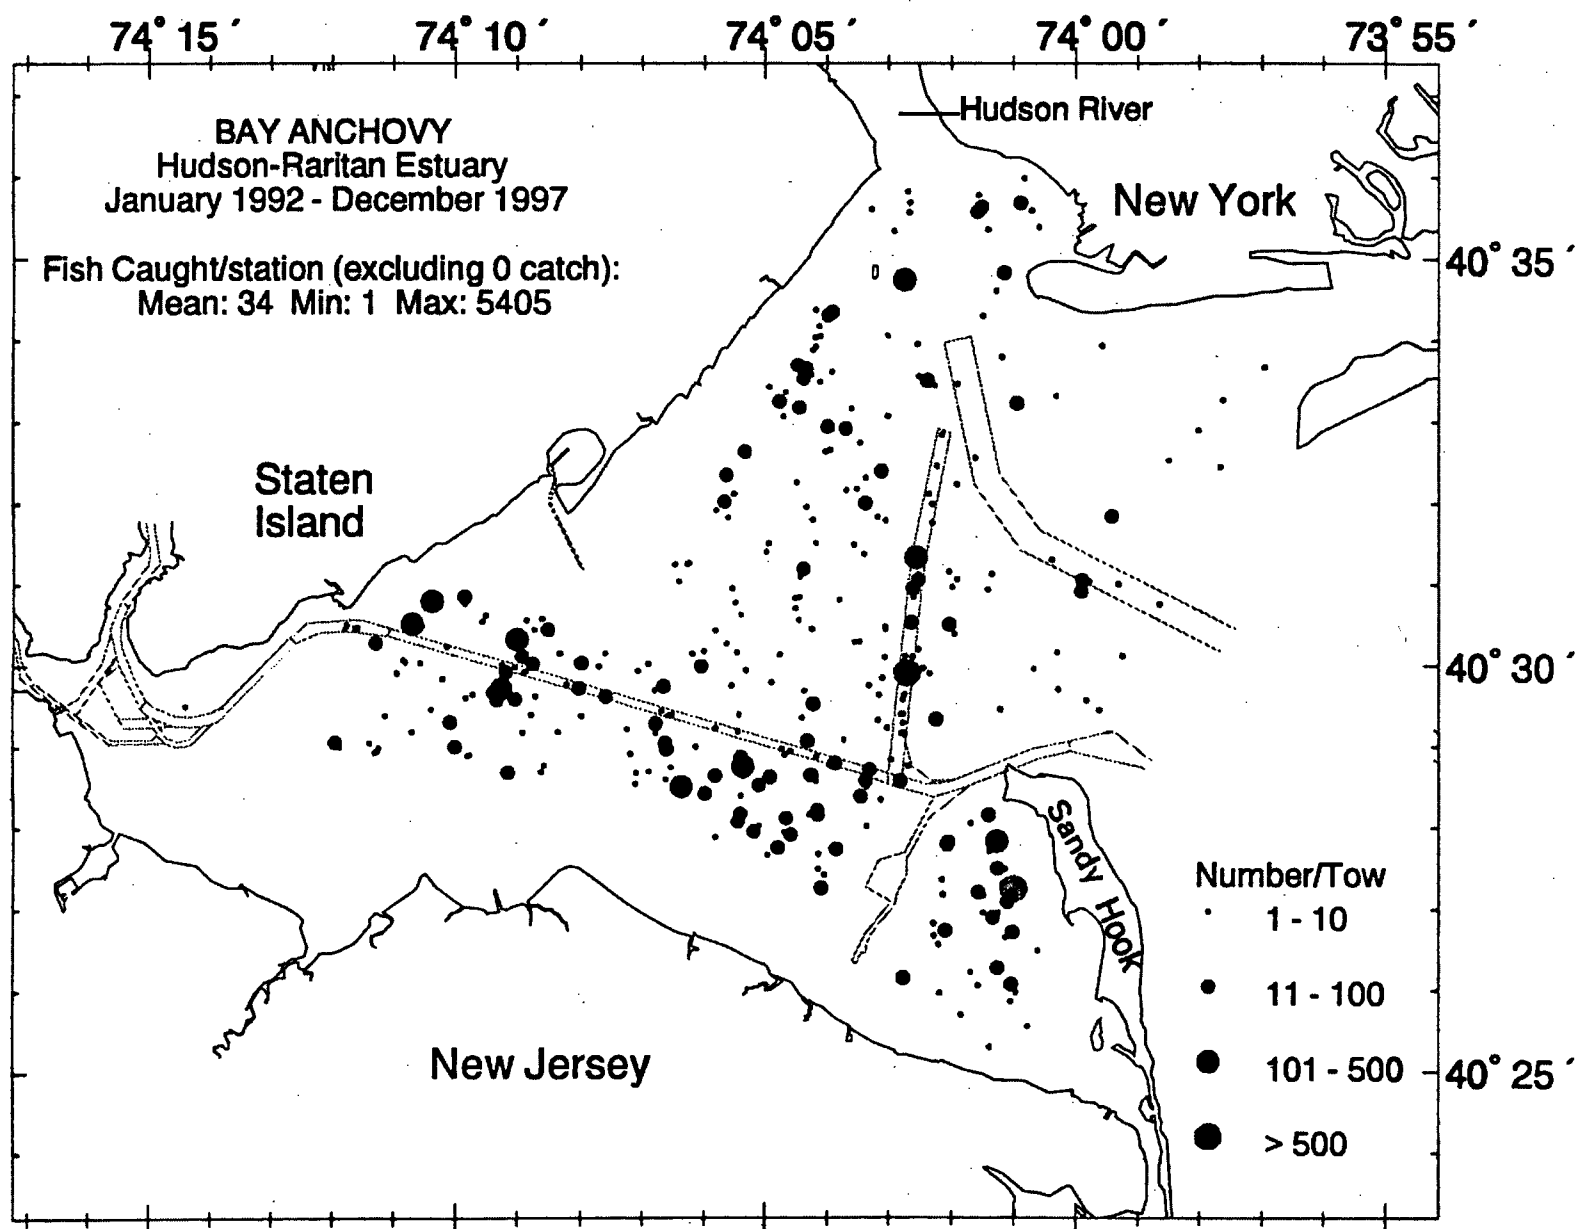 74° 15 ´ 74° 10 ´ 74° 05 ´ 74° 00 ´ 73° 55 ´
Hudson River
BAY ANCHOVY
Hudson-Raritan Estuary
January 1992 - December 1997
New York
Fish Caught/station (excluding 0 catch):
Mean: 34 Min: 1 Max: 5405
40° 35 ´
Staten
Island
40° 30 ´
Sandy Hook
Number/Tow
1 - 10
11 - 100
101 - 500
> 500
New Jersey
40° 25 ´